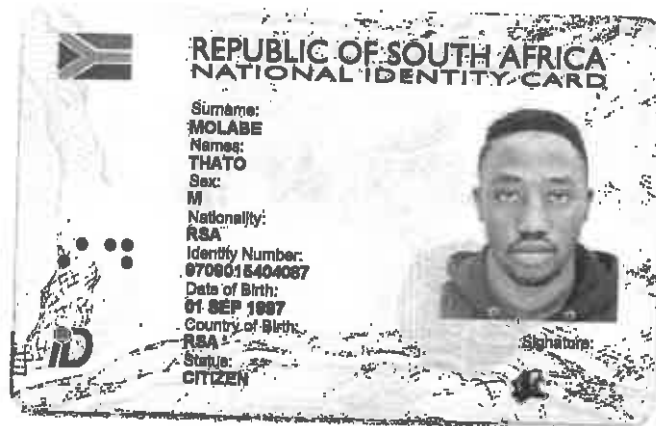 REPUBLIC OF SOUTH AFRICA
NATIONAL IDENTITY CARD
Surname:
MOLABE
Names:
THATO
Sex:
M
Nationality:
RSA
Identity Number:
9709015404087
Date of Birth:
01 SEP 1997
Country of Birth:
RSA
Status:
CITIZEN
Signature:
iD